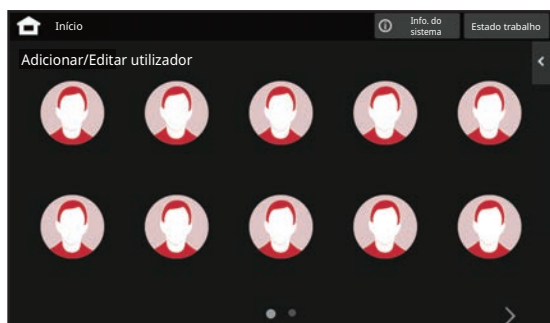 Início
Info. do
sistema
Estado trabalho
Adicionar/Editar utilizador